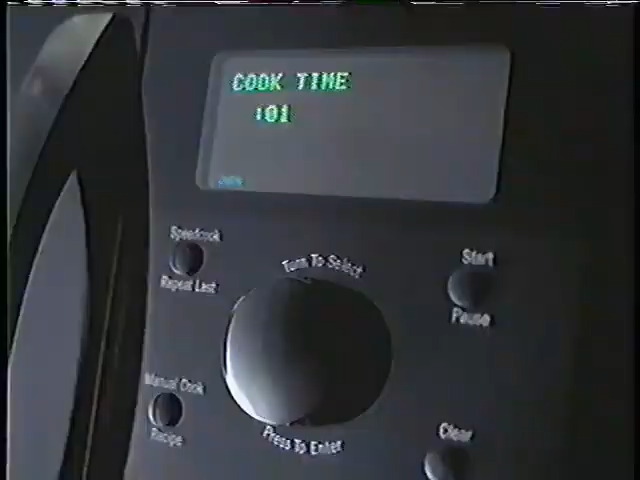 COOK TIME
:01
Speedcook
Repeat Last
Turn To Select
Start
Pause
Manual Cook
Recipe
Press To Enter
Clear